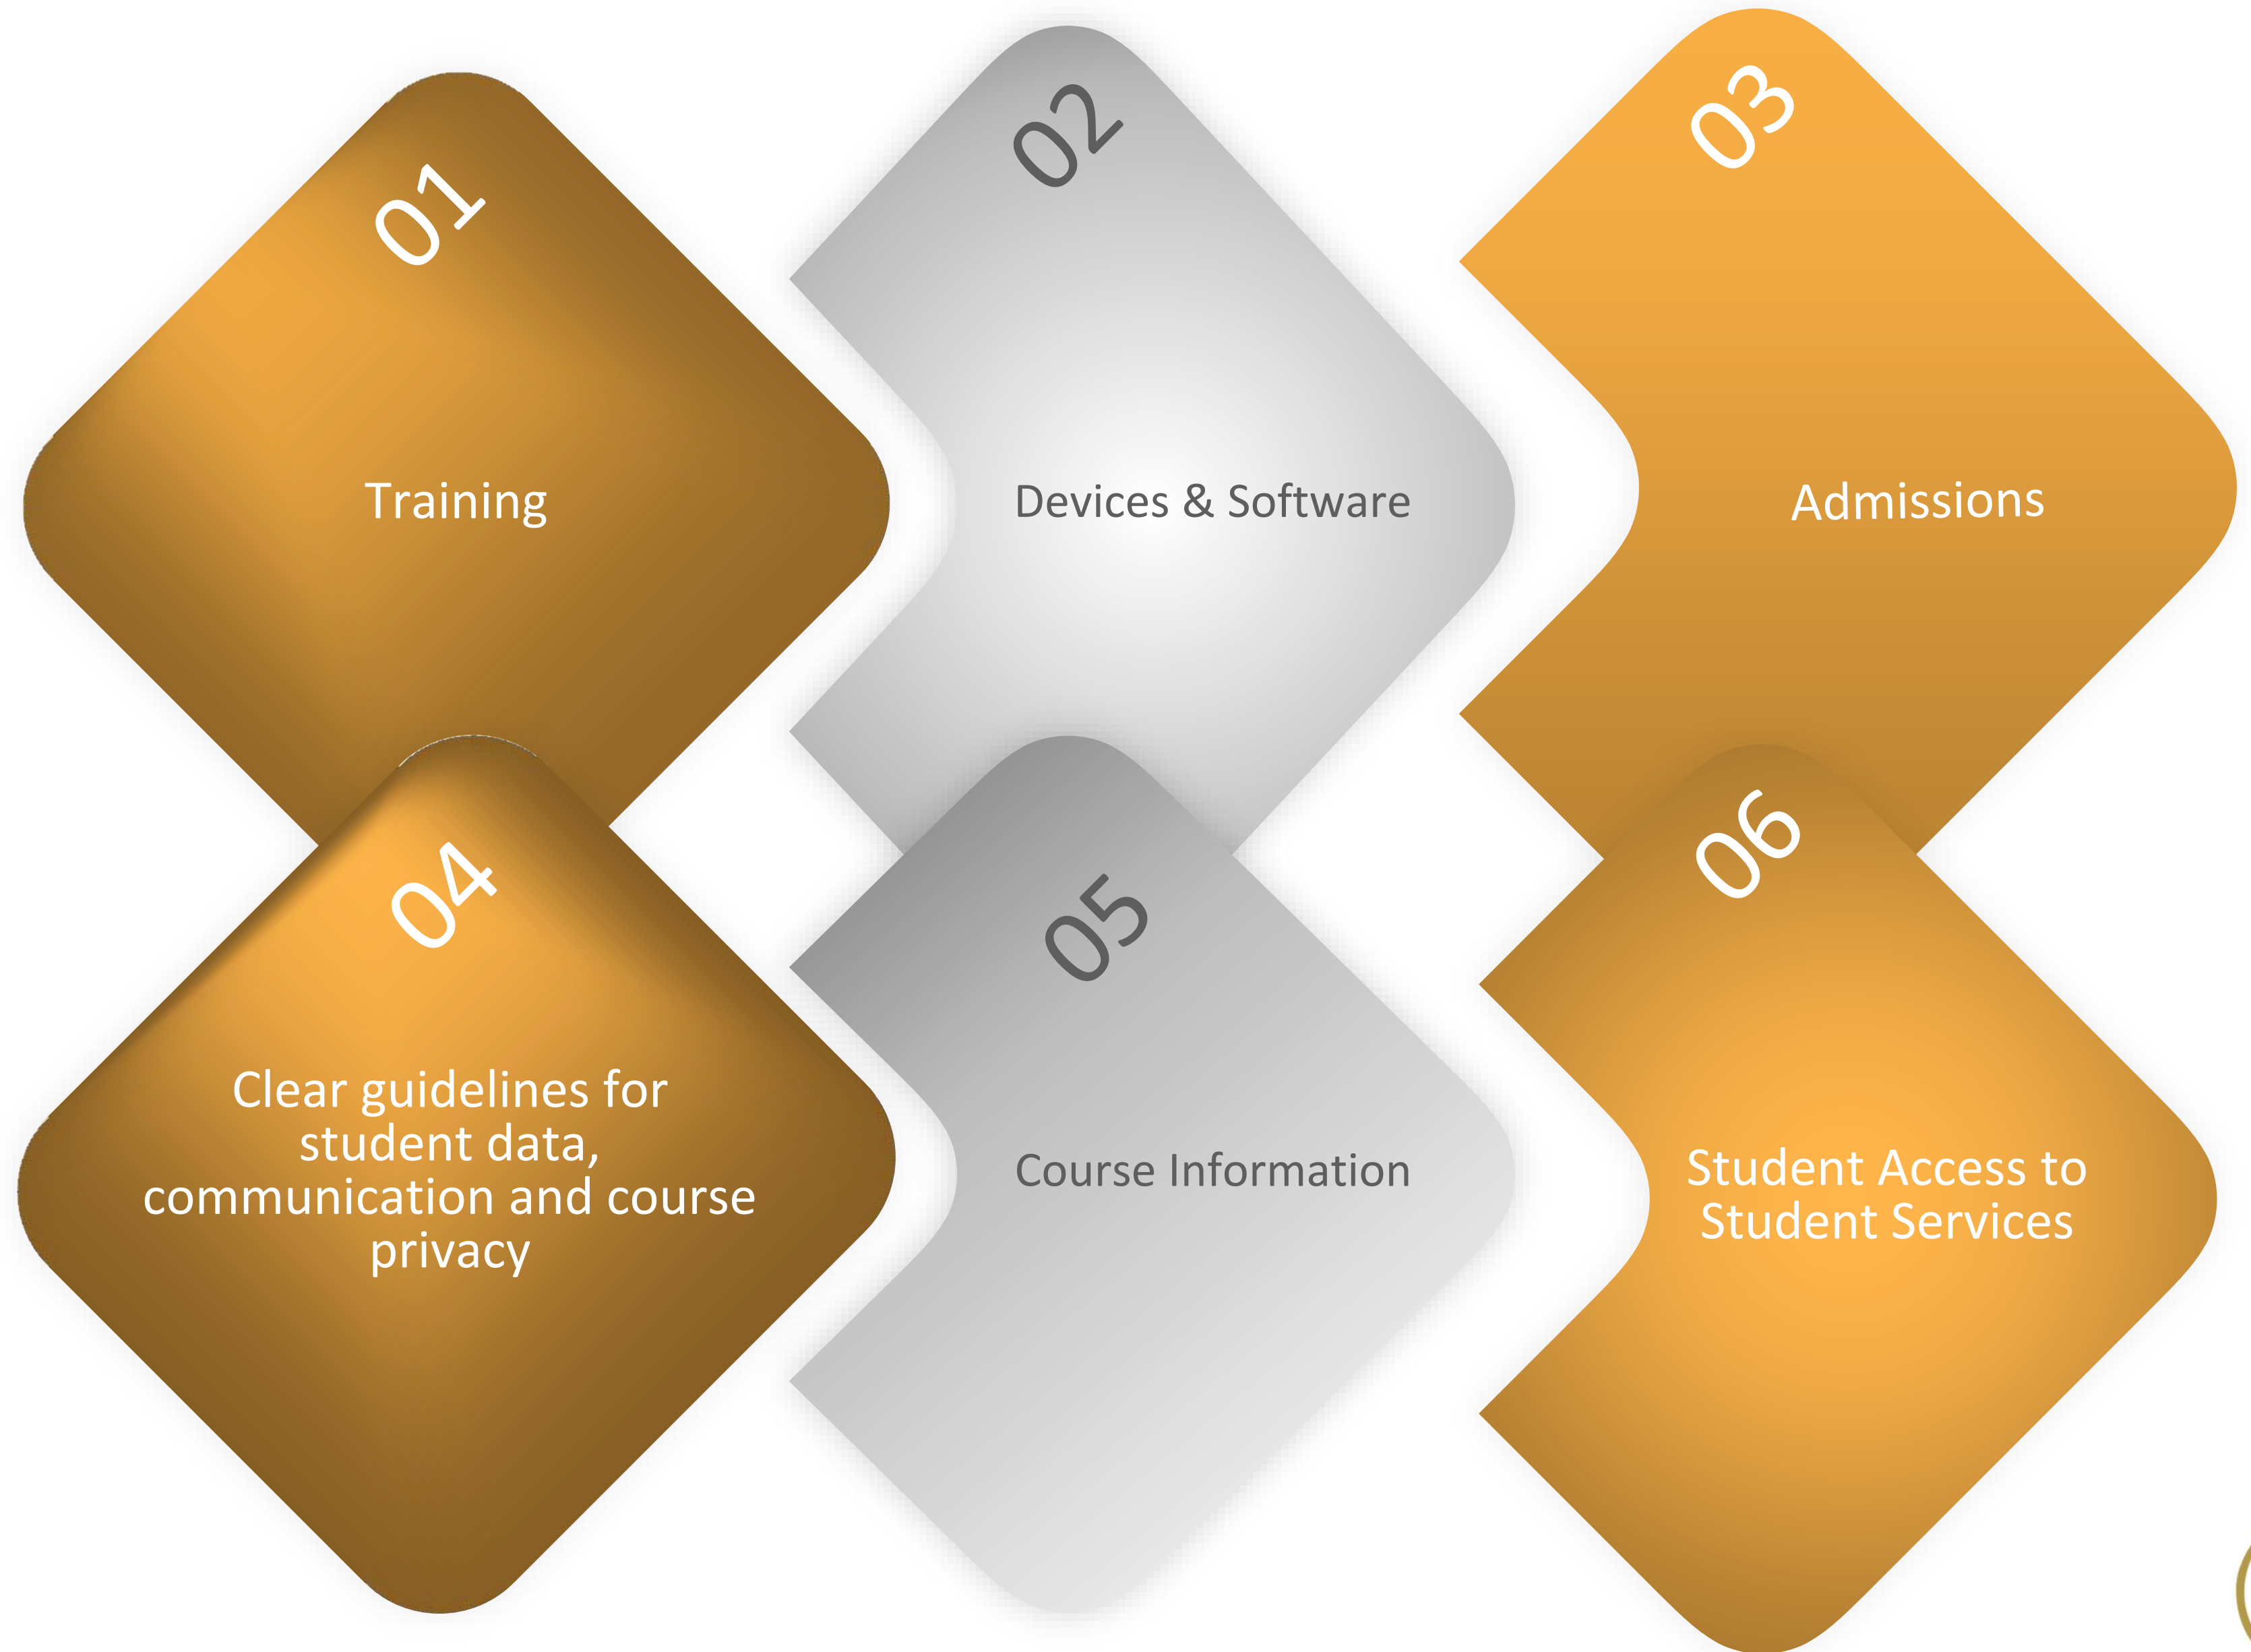 01
Training
02
Devices & Software
03
Admissions
04
Clear guidelines for
student data,
communication and course
privacy
05
Course Information
06
Student Access to
Student Services